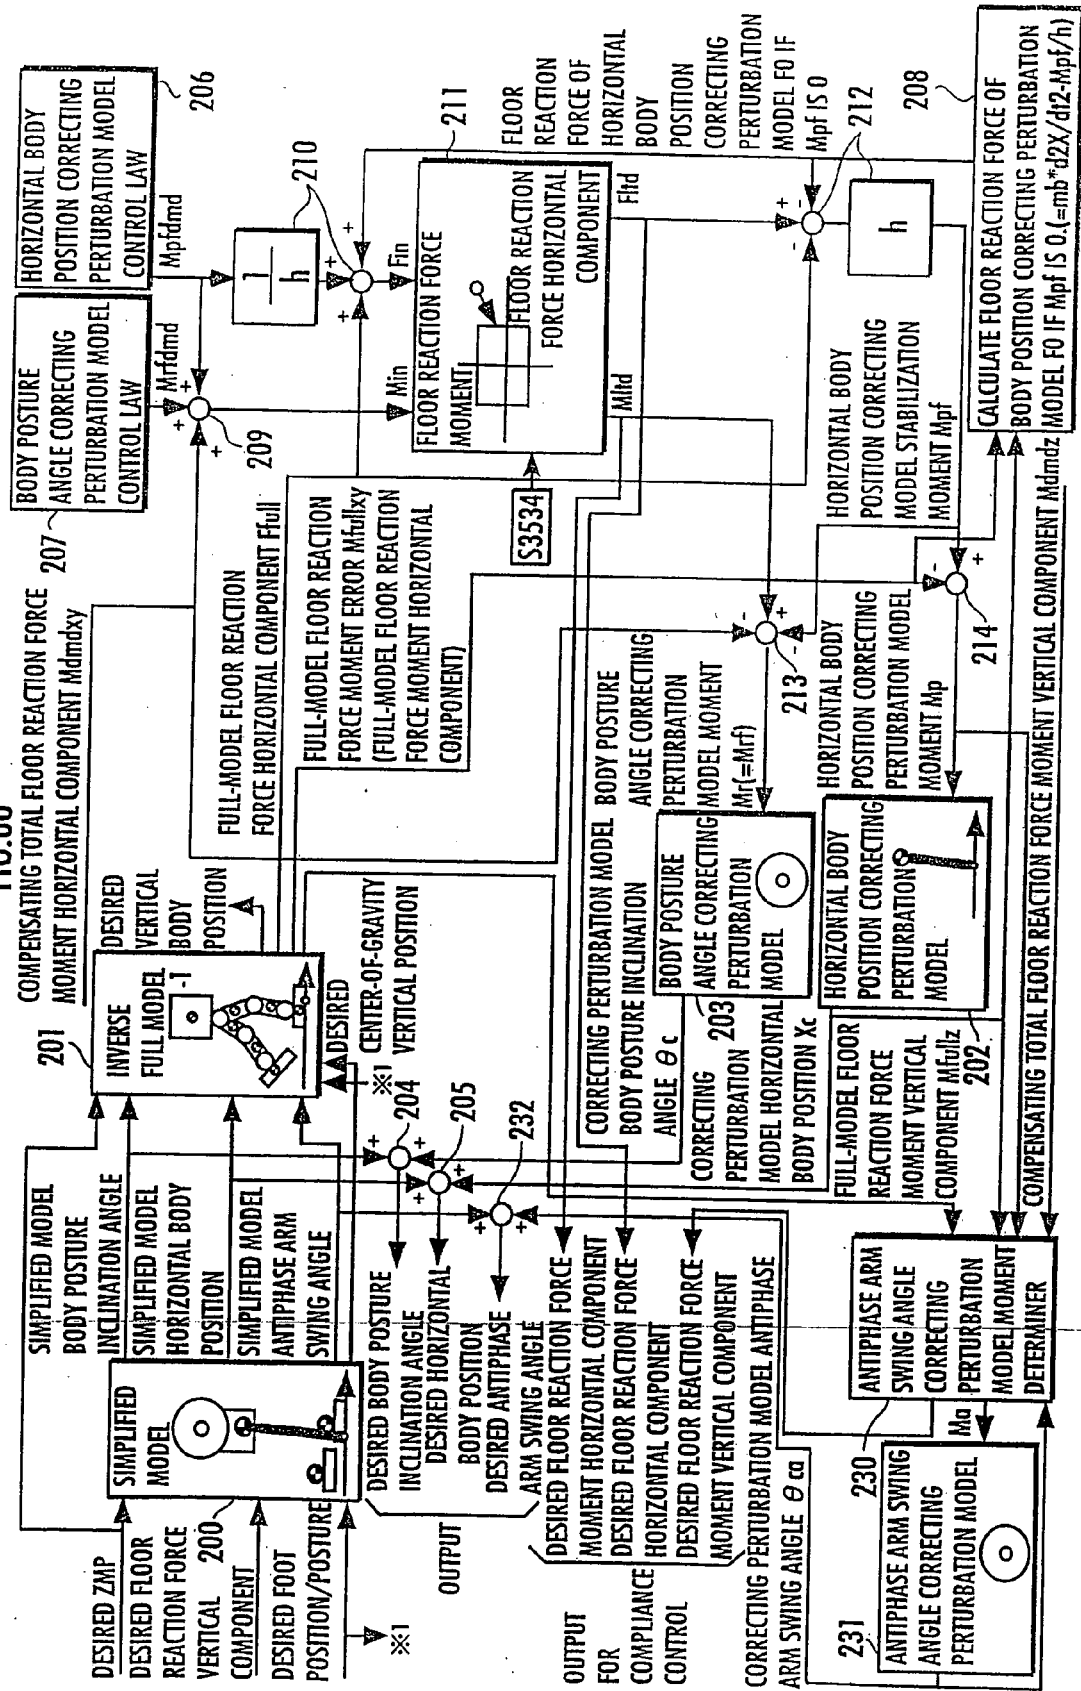 COMPENSATING TOTAL FLOOR REACTION FORCE
MOMENT HORIZONTAL COMPONENT Mdmdxy
207
BODY POSTURE
ANGLE CORRECTING
PERTURBATION MODEL
CONTROL LAW
HORIZONTAL BODY
POSITION CORRECTING
PERTURBATION MODEL
CONTROL LAW
206
Mrfdmd
Mpfdmd
+
+
+
209
1
h
210
+
+
+
Min
Fin
FLOOR REACTION FORCE
MOMENT
FLOOR REACTION
FORCE HORIZONTAL
COMPONENT
211
S3534
Mltd
Fltd
FLOOR
REACTION
FORCE OF
HORIZONTAL
BODY
POSITION
CORRECTING
PERTURBATION
MODEL F0 IF
Mpf IS 0
+
-
-
212
h
208
CALCULATE FLOOR REACTION FORCE OF
BODY POSITION CORRECTING PERTURBATION
MODEL F0 IF Mpf IS 0.(=mb*d2X/dt2-Mpf/h)
201
INVERSE
FULL MODEL
-1
DESIRED
VERTICAL
BODY
POSITION
FULL-MODEL FLOOR REACTION
FORCE HORIZONTAL COMPONENT Ffull
FULL-MODEL FLOOR REACTION
FORCE MOMENT ERROR Mfullxy
(FULL-MODEL FLOOR REACTION
FORCE MOMENT HORIZONTAL
COMPONENT)
DESIRED
CENTER-OF-GRAVITY
VERTICAL POSITION
※1
HORIZONTAL BODY
POSITION CORRECTING
MODEL STABILIZATION
MOMENT Mpf
-
+
-
213
-
+
214
BODY POSTURE
ANGLE CORRECTING
PERTURBATION
MODEL MOMENT
Mr(=Mrf)
HORIZONTAL BODY
POSITION CORRECTING
PERTURBATION MODEL
MOMENT Mp
CORRECTING PERTURBATION MODEL
BODY POSTURE INCLINATION
ANGLE θc
BODY POSTURE
ANGLE CORRECTING
PERTURBATION
MODEL
203
CORRECTING
PERTURBATION
MODEL HORIZONTAL
BODY POSITION Xc
HORIZONTAL BODY
POSITION CORRECTING
PERTURBATION
MODEL
202
FULL-MODEL FLOOR
REACTION FORCE
MOMENT VERTICAL
COMPONENT Mfullz
COMPENSATING TOTAL FLOOR REACTION FORCE MOMENT VERTICAL COMPONENT Mdmdz
SIMPLIFIED MODEL
BODY POSTURE
INCLINATION ANGLE
SIMPLIFIED MODEL
HORIZONTAL BODY
POSITION
SIMPLIFIED MODEL
ANTIPHASE ARM
SWING ANGLE
+
+
204
+
+
205
+
+
232
SIMPLIFIED
MODEL
200
DESIRED ZMP
DESIRED FLOOR
REACTION FORCE
VERTICAL
COMPONENT
DESIRED FOOT
POSITION/POSTURE
※1
DESIRED BODY POSTURE
INCLINATION ANGLE
DESIRED HORIZONTAL
BODY POSITION
DESIRED ANTIPHASE
ARM SWING ANGLE
OUTPUT
DESIRED FLOOR REACTION FORCE
MOMENT HORIZONTAL COMPONENT
DESIRED FLOOR REACTION FORCE
HORIZONTAL COMPONENT
DESIRED FLOOR REACTION FORCE
MOMENT VERTICAL COMPONENT
OUTPUT
FOR
COMPLIANCE
CONTROL
CORRECTING PERTURBATION MODEL ANTIPHASE
ARM SWING ANGLE θca
ANTIPHASE ARM
SWING ANGLE
CORRECTING
PERTURBATION
MODEL MOMENT
DETERMINER
230
Ma
231
ANTIPHASE ARM SWING
ANGLE CORRECTING
PERTURBATION MODEL